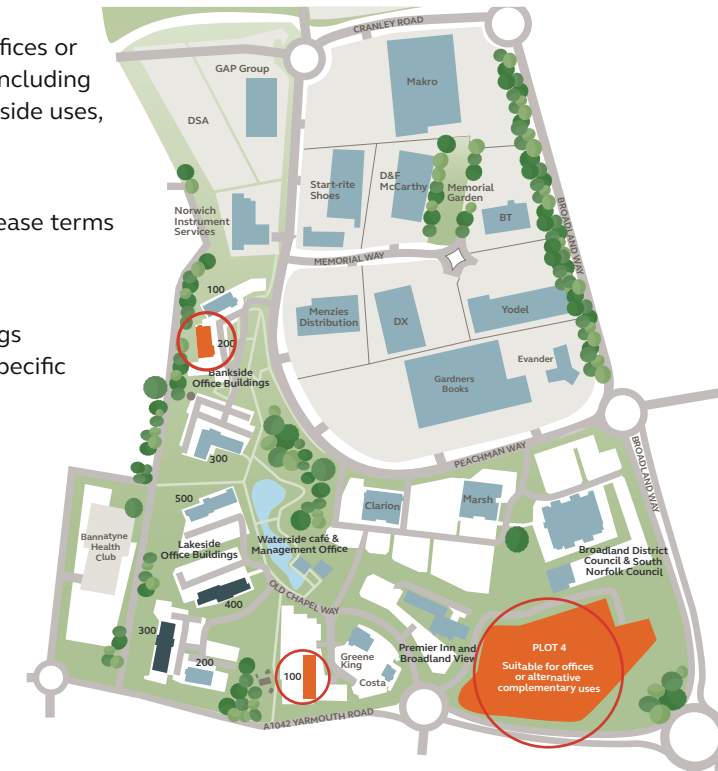 fices or
ncluding
side uses,
ease terms
gs
pecific
CRANLEY ROAD
GAP Group
Makro
DSA
Start-rite
Shoes
D&F
McCarthy
Memorial
Garden
BT
Norwich
Instrument
Services
MEMORIAL WAY
BROADLAND WAY
100
200
Bankside
Office Buildings
Menzies
Distribution
DX
Yodel
Evander
Gardners
Books
300
PEACHMAN WAY
BROADLAND WAY
500
Clarion
Marsh
Bannatyne
Health
Club
Lakeside
Office Buildings
Waterside café &
Management Office
Broadland District
Council & South
Norfolk Council
400
OLD CHAPEL WAY
300
200
100
Greene
King
Costa
Premier Inn and
Broadland View
PLOT 4
Suitable for offices
or alternative
complementary uses
A1042 YARMOUTH ROAD